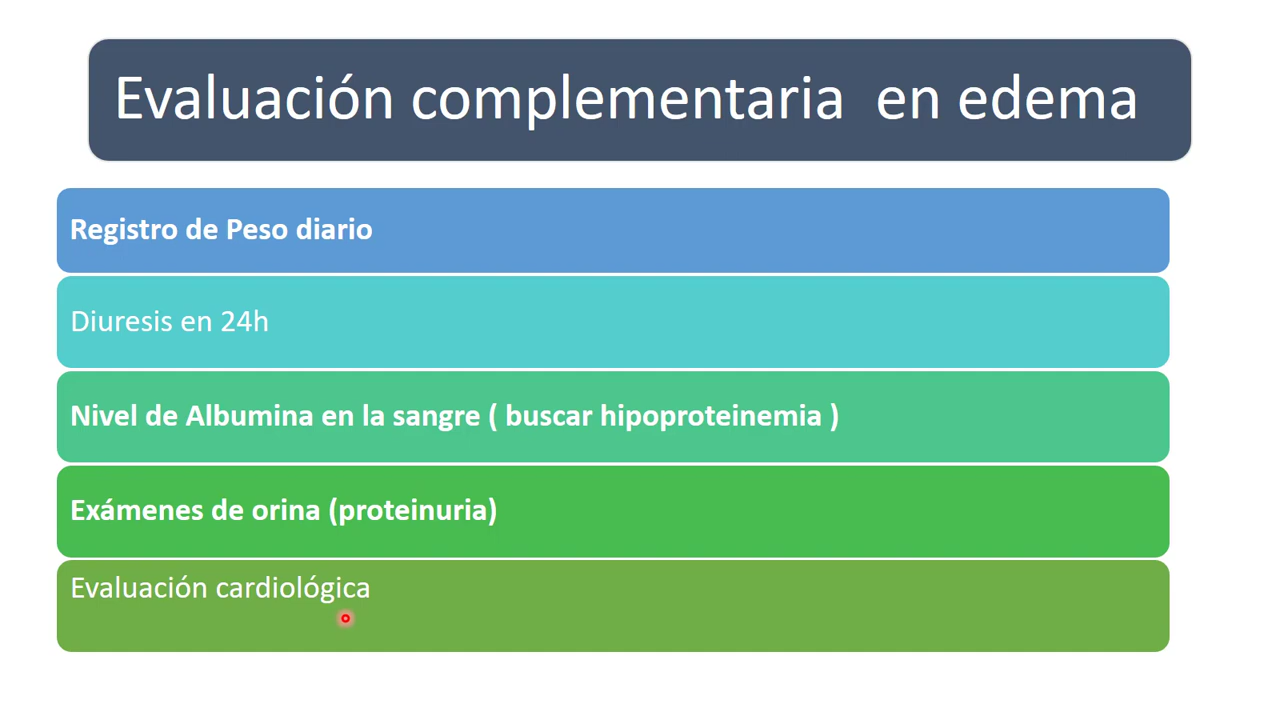 Evaluación complementaria  en edema
Registro de Peso diario
Diuresis en 24h
Nivel de Albumina en la sangre ( buscar hipoproteinemia )
Exámenes de orina (proteinuria)
Evaluación cardiológica